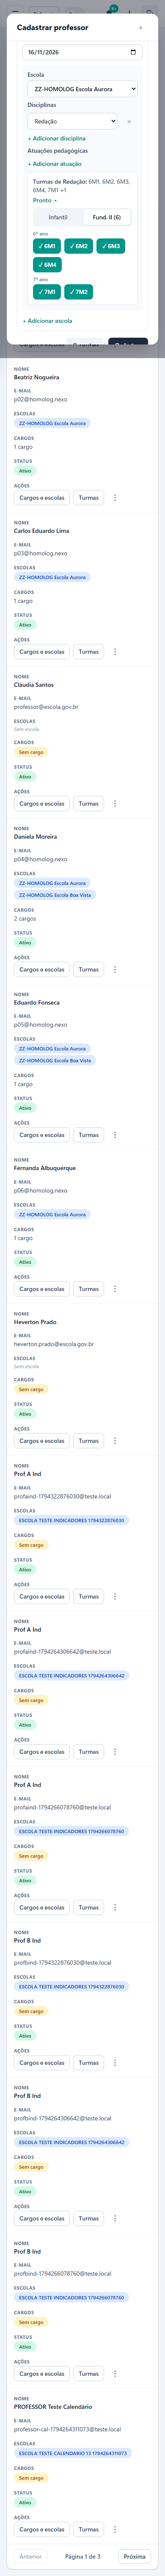 Cadastrar professor
×
16/11/2026
Escola
ZZ-HOMOLOG Escola Aurora
Disciplinas
Redação
×
+ Adicionar disciplina
Atuações pedagógicas
+ Adicionar atuação
Turmas de Redação: 6M1, 6M2, 6M3,
6M4, 7M1 +1
Pronto
Infantil
Fund. II (6)
6º ano
✓ 6M1
✓ 6M2
✓ 6M3
✓ 6M4
7º ano
✓ 7M1
✓ 7M2
+ Adicionar escola
NOME
Beatriz Nogueira
E-MAIL
p02@homolog.nexo
ESCOLAS
ZZ-HOMOLOG Escola Aurora
CARGOS
1 cargo
STATUS
Ativo
AÇÕES
Cargos e escolas
Turmas
NOME
Carlos Eduardo Lima
E-MAIL
p03@homolog.nexo
ESCOLAS
ZZ-HOMOLOG Escola Aurora
CARGOS
1 cargo
STATUS
Ativo
AÇÕES
Cargos e escolas
Turmas
NOME
Cláudia Santos
E-MAIL
professor@escola.gov.br
ESCOLAS
Sem escola
CARGOS
Sem cargo
STATUS
Ativo
AÇÕES
Cargos e escolas
Turmas
NOME
Daniela Moreira
E-MAIL
p04@homolog.nexo
ESCOLAS
ZZ-HOMOLOG Escola Aurora
ZZ-HOMOLOG Escola Boa Vista
CARGOS
2 cargos
STATUS
Ativo
AÇÕES
Cargos e escolas
Turmas
NOME
Eduardo Fonseca
E-MAIL
p05@homolog.nexo
ESCOLAS
ZZ-HOMOLOG Escola Aurora
ZZ-HOMOLOG Escola Boa Vista
CARGOS
1 cargo
STATUS
Ativo
AÇÕES
Cargos e escolas
Turmas
NOME
Fernanda Albuquerque
E-MAIL
p06@homolog.nexo
ESCOLAS
ZZ-HOMOLOG Escola Aurora
CARGOS
1 cargo
STATUS
Ativo
AÇÕES
Cargos e escolas
Turmas
NOME
Heverton Prado
E-MAIL
heverton.prado@escola.gov.br
ESCOLAS
Sem escola
CARGOS
Sem cargo
STATUS
Ativo
AÇÕES
Cargos e escolas
Turmas
NOME
Prof A Ind
E-MAIL
profaind-1794322876030@teste.local
ESCOLAS
ESCOLA TESTE INDICADORES 1794322876030
CARGOS
Sem cargo
STATUS
Ativo
AÇÕES
Cargos e escolas
Turmas
NOME
Prof A Ind
E-MAIL
profaind-1794264306642@teste.local
ESCOLAS
ESCOLA TESTE INDICADORES 1794264306642
CARGOS
Sem cargo
STATUS
Ativo
AÇÕES
Cargos e escolas
Turmas
NOME
Prof A Ind
E-MAIL
profaind-1794266078760@teste.local
ESCOLAS
ESCOLA TESTE INDICADORES 1794266078760
CARGOS
Sem cargo
STATUS
Ativo
AÇÕES
Cargos e escolas
Turmas
NOME
Prof B Ind
E-MAIL
profbind-1794322876030@teste.local
ESCOLAS
ESCOLA TESTE INDICADORES 1794322876030
CARGOS
Sem cargo
STATUS
Ativo
AÇÕES
Cargos e escolas
Turmas
NOME
Prof B Ind
E-MAIL
profbind-1794264306642@teste.local
ESCOLAS
ESCOLA TESTE INDICADORES 1794264306642
CARGOS
Sem cargo
STATUS
Ativo
AÇÕES
Cargos e escolas
Turmas
NOME
Prof B Ind
E-MAIL
profbind-1794266078760@teste.local
ESCOLAS
ESCOLA TESTE INDICADORES 1794266078760
CARGOS
Sem cargo
STATUS
Ativo
AÇÕES
Cargos e escolas
Turmas
NOME
PROFESSOR Teste Calendário
E-MAIL
professor-cal-1794264311073@teste.local
ESCOLAS
ESCOLA TESTE CALENDARIO 13 1794264311073
CARGOS
Sem cargo
STATUS
Ativo
AÇÕES
Cargos e escolas
Turmas
Anterior
Página 1 de 3
Próxima